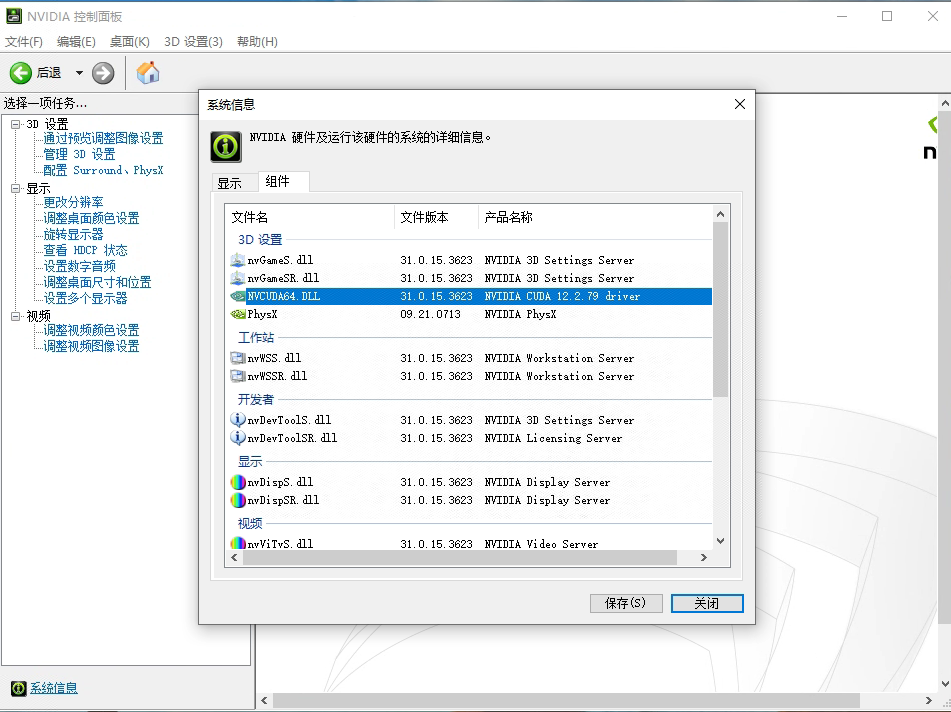 NVIDIA 控制面板
文件(F) 编辑(E) 桌面(K) 3D 设置(3) 帮助(H)
后退
选择一项任务...
3D 设置
通过预览调整图像设置
管理 3D 设置
配置 Surround、PhysX
显示
更改分辨率
调整桌面颜色设置
旋转显示器
查看 HDCP 状态
设置数字音频
调整桌面尺寸和位置
设置多个显示器
视频
调整视频颜色设置
调整视频图像设置
系统信息
n
系统信息
NVIDIA 硬件及运行该硬件的系统的详细信息。
显示 组件
文件名 文件版本 产品名称
3D 设置
nvGameS.dll 31.0.15.3623 NVIDIA 3D Settings Server
nvGameSR.dll 31.0.15.3623 NVIDIA 3D Settings Server
NVCUDA64.DLL 31.0.15.3623 NVIDIA CUDA 12.2.79 driver
PhysX 09.21.0713 NVIDIA PhysX
工作站
nvWSS.dll 31.0.15.3623 NVIDIA Workstation Server
nvWSSR.dll 31.0.15.3623 NVIDIA Workstation Server
开发者
nvDevToolS.dll 31.0.15.3623 NVIDIA 3D Settings Server
nvDevToolSR.dll 31.0.15.3623 NVIDIA Licensing Server
显示
nvDispS.dll 31.0.15.3623 NVIDIA Display Server
nvDispSR.dll 31.0.15.3623 NVIDIA Display Server
视频
nvViTvS.dll 31.0.15.3623 NVIDIA Video Server
保存(S) 关闭